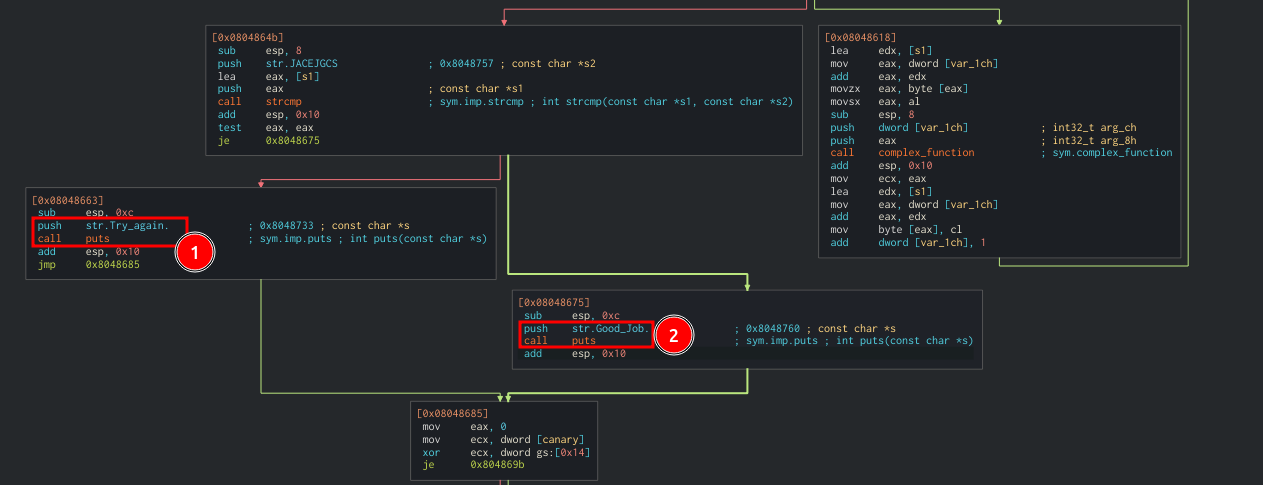 [0x0804864b]
sub esp, 8
push str.JACEJGCS ; 0x8048757 ; const char *s2
lea eax, [s1]
push eax ; const char *s1
call strcmp ; sym.imp.strcmp ; int strcmp(const char *s1, const char *s2)
add esp, 0x10
test eax, eax
je 0x8048675
[0x08048618]
lea edx, [s1]
mov eax, dword [var_1ch]
add eax, edx
movzx eax, byte [eax]
movsx eax, al
sub esp, 8
push dword [var_1ch] ; int32_t arg_ch
push eax ; int32_t arg_8h
call complex_function ; sym.complex_function
add esp, 0x10
mov ecx, eax
lea edx, [s1]
mov eax, dword [var_1ch]
add eax, edx
mov byte [eax], cl
add dword [var_1ch], 1
[0x08048663]
sub esp, 0xc
push str.Try_again. ; 0x8048733 ; const char *s
call puts ; sym.imp.puts ; int puts(const char *s)
add esp, 0x10
jmp 0x8048685
1
[0x08048675]
sub esp, 0xc
push str.Good_Job. ; 0x8048760 ; const char *s
call puts ; sym.imp.puts ; int puts(const char *s)
add esp, 0x10
2
[0x08048685]
mov eax, 0
mov ecx, dword [canary]
xor ecx, dword gs:[0x14]
je 0x804869b